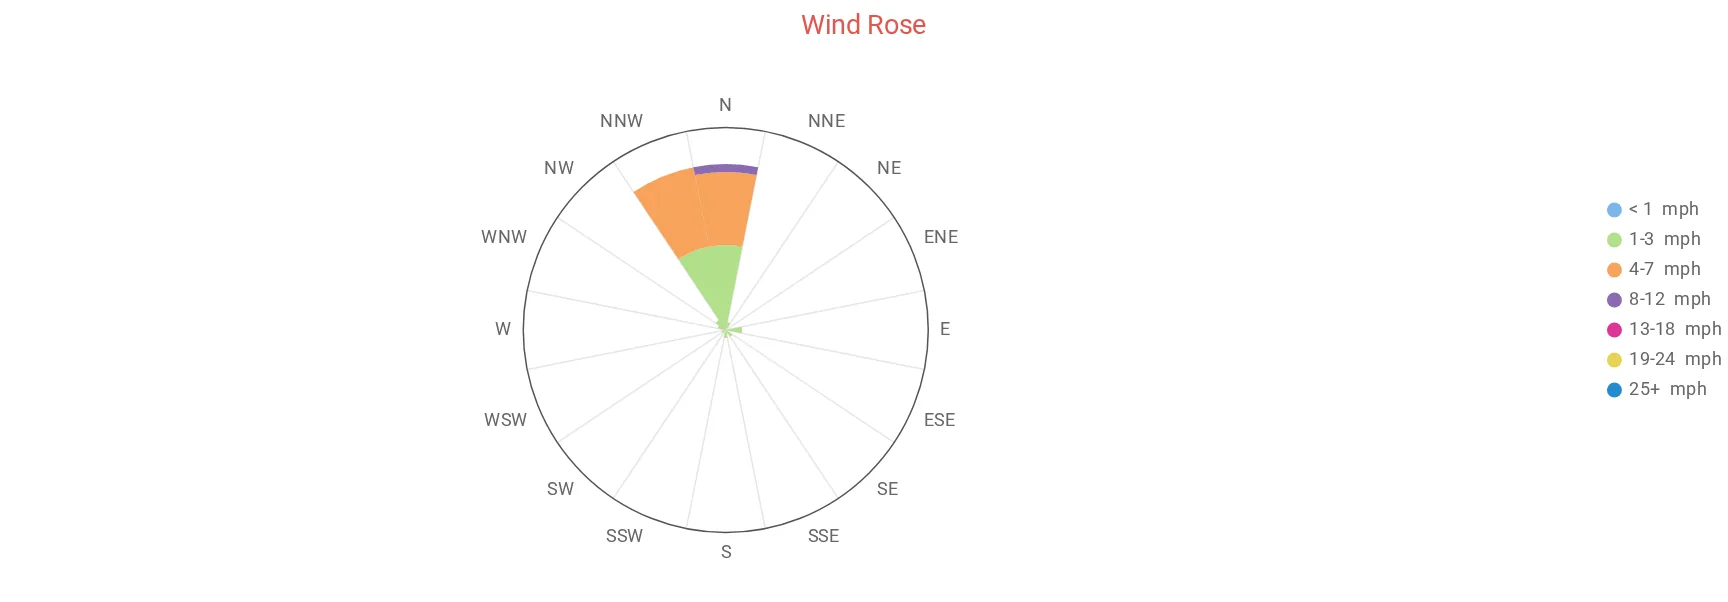 Wind Rose
N
NNW
NNE
NW
NE
WNW
ENE
W
E
WSW
ESE
SW
SE
SSW
SSE
S
< 1 mph
1-3 mph
4-7 mph
8-12 mph
13-18 mph
19-24 mph
25+ mph